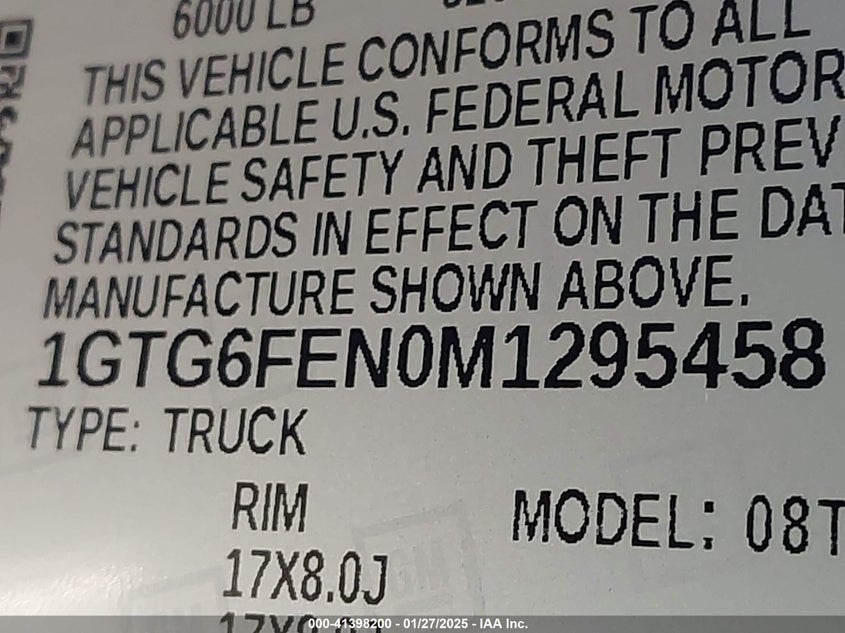 6000 LB
THIS VEHICLE CONFORMS TO ALL
APPLICABLE U.S. FEDERAL MOTOR
VEHICLE SAFETY AND THEFT PREV
STANDARDS IN EFFECT ON THE DAT
MANUFACTURE SHOWN ABOVE.
1GTG6FEN0M1295458
TYPE: TRUCK
RIM MODEL: 08T
17X8.0J
000-41398200 - 01/27/2025 - IAA Inc.